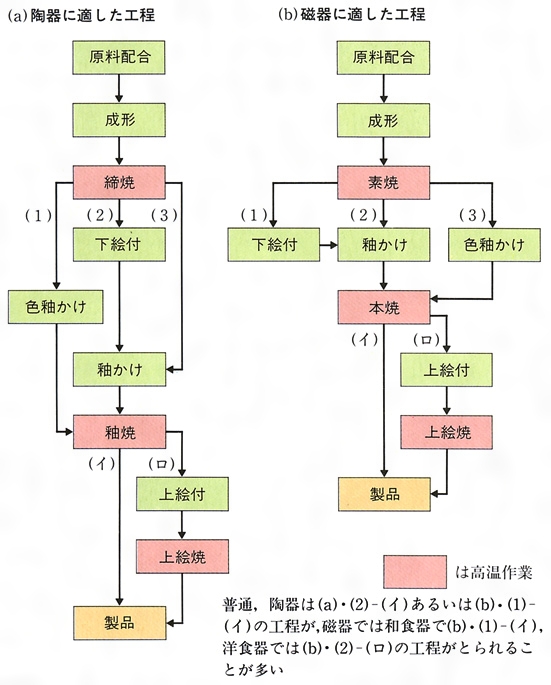 (a)陶器に適した工程
原料配合
成形
締焼
(1)
(2)
(3)
下絵付
色釉かけ
釉かけ
釉焼
(イ)
(ロ)
上絵付
上絵焼
製品
(b)磁器に適した工程
原料配合
成形
素焼
(1)
(2)
(3)
下絵付
釉かけ
色釉かけ
本焼
(イ)
(ロ)
上絵付
上絵焼
製品
は高温作業
普通，陶器は(a)・(2)-(イ)あるいは(b)・(1)-
(イ)の工程が，磁器では和食器で(b)・(1)-(イ)，
洋食器では(b)・(2)-(ロ)の工程がとられるこ
とが多い